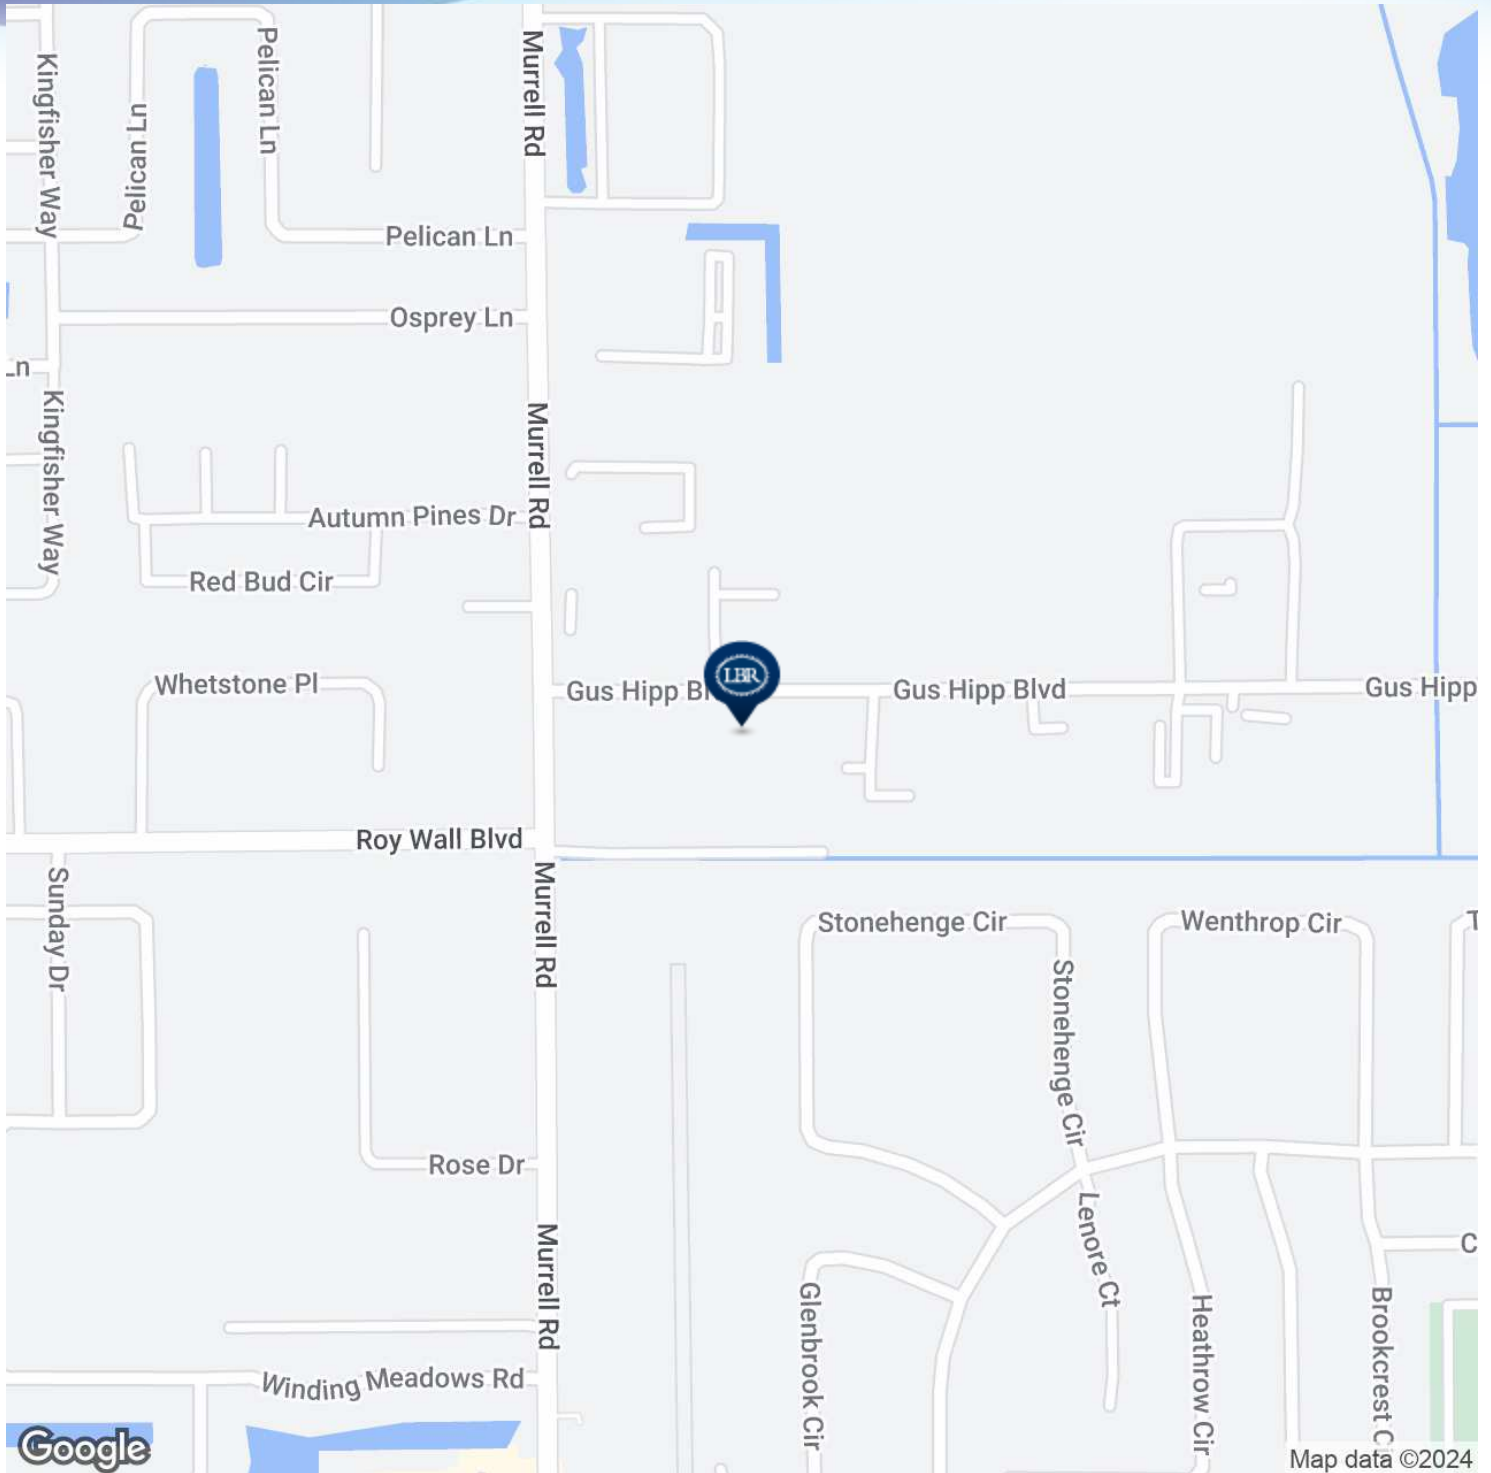 Kingfisher Way
Pelican Ln
Pelican Ln
Murrell Rd
Pelican Ln
Osprey Ln
Ln
Kingfisher Way
Murrell Rd
Autumn Pines Dr
Red Bud Cir
Whetstone Pl
LBR
Gus Hipp Bl
Gus Hipp Blvd
Gus Hipp
Roy Wall Blvd
Sunday Dr
Murrell Rd
Stonehenge Cir
Wenthrop Cir
T
Stonehenge Cir
Rose Dr
Lenore Ct
Murrell Rd
C
Glenbrook Cir
Heathrow Cir
Brookcrest Cir
Winding Meadows Rd
Google
Map data ©2024